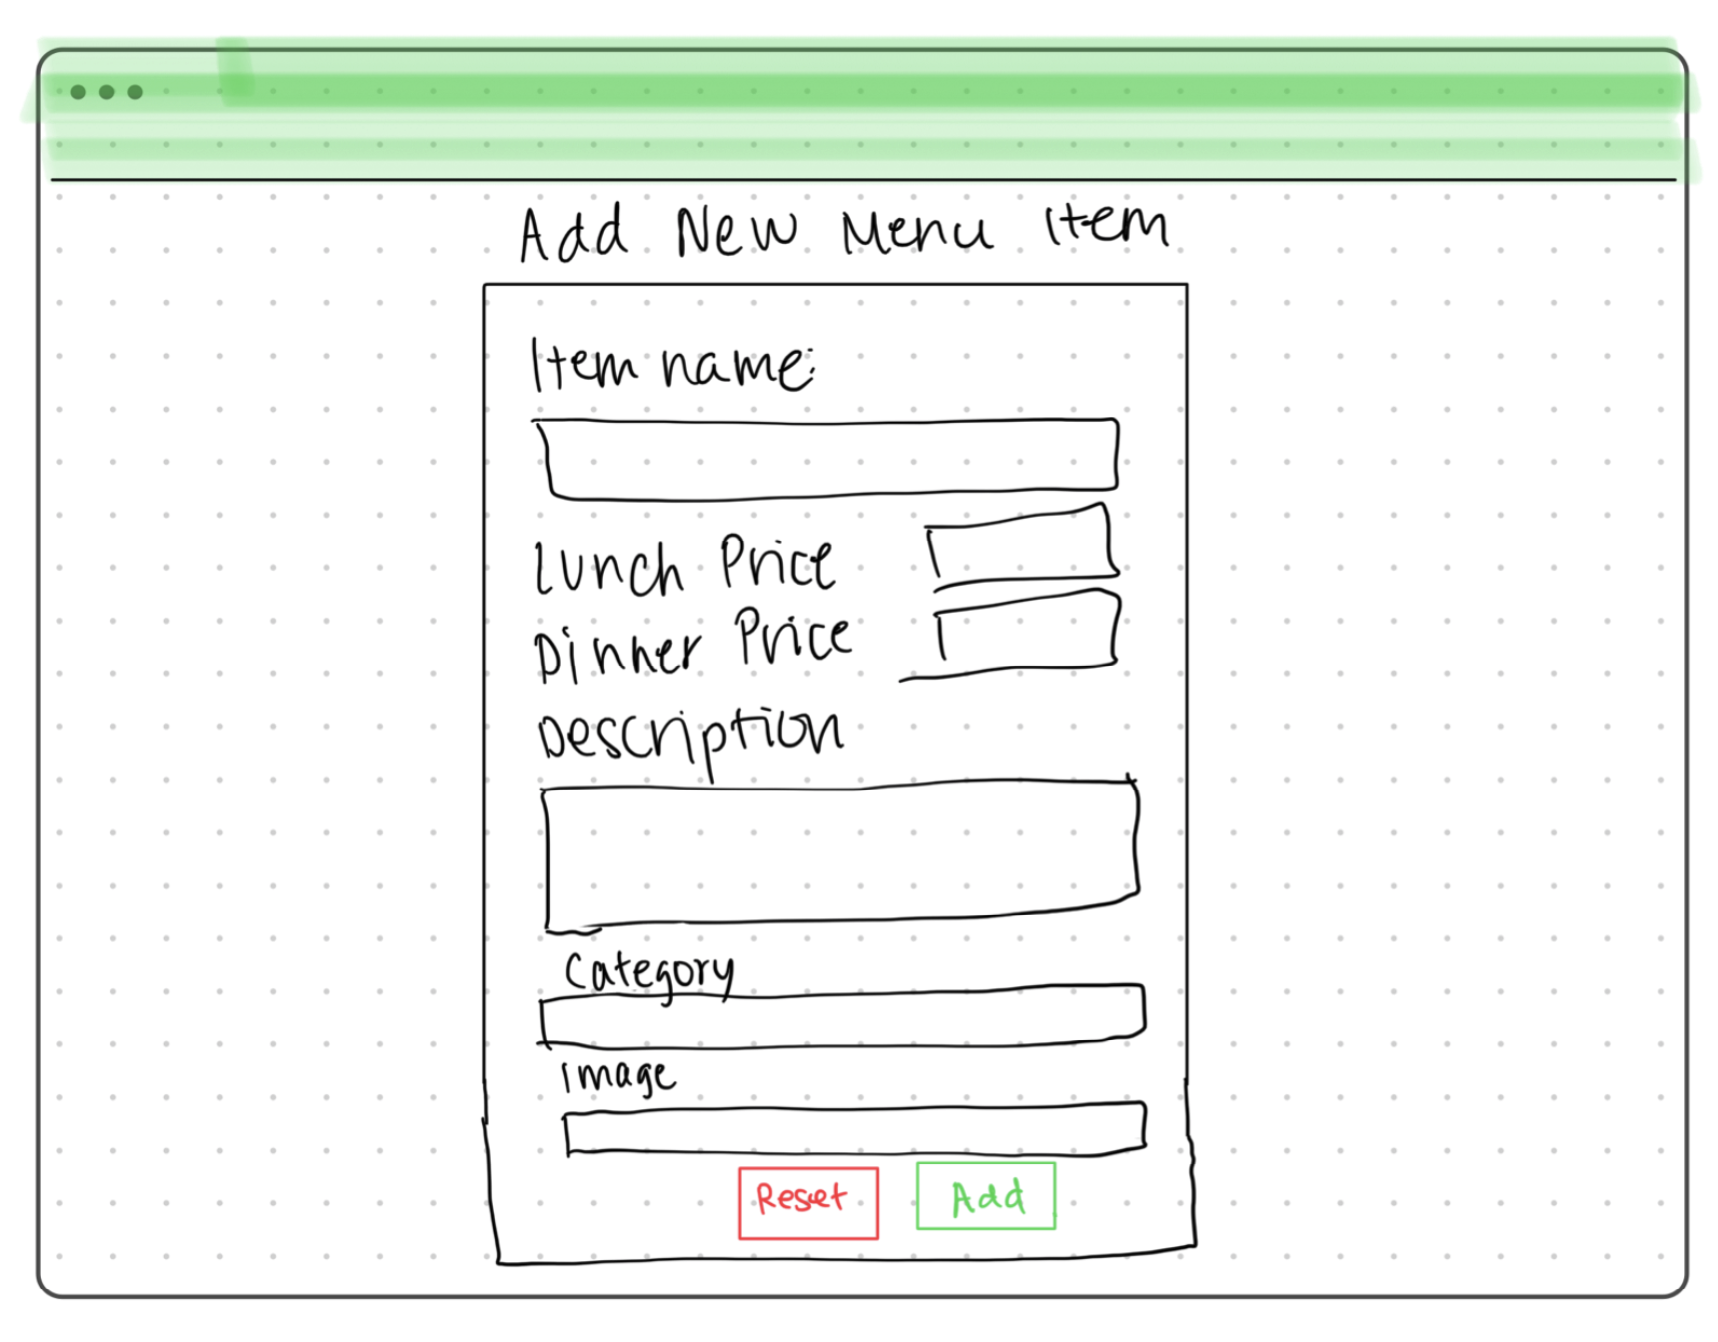 Add New Menu Item
Item name:
Lunch Price
Dinner Price
Description
Category
Image
Reset Add